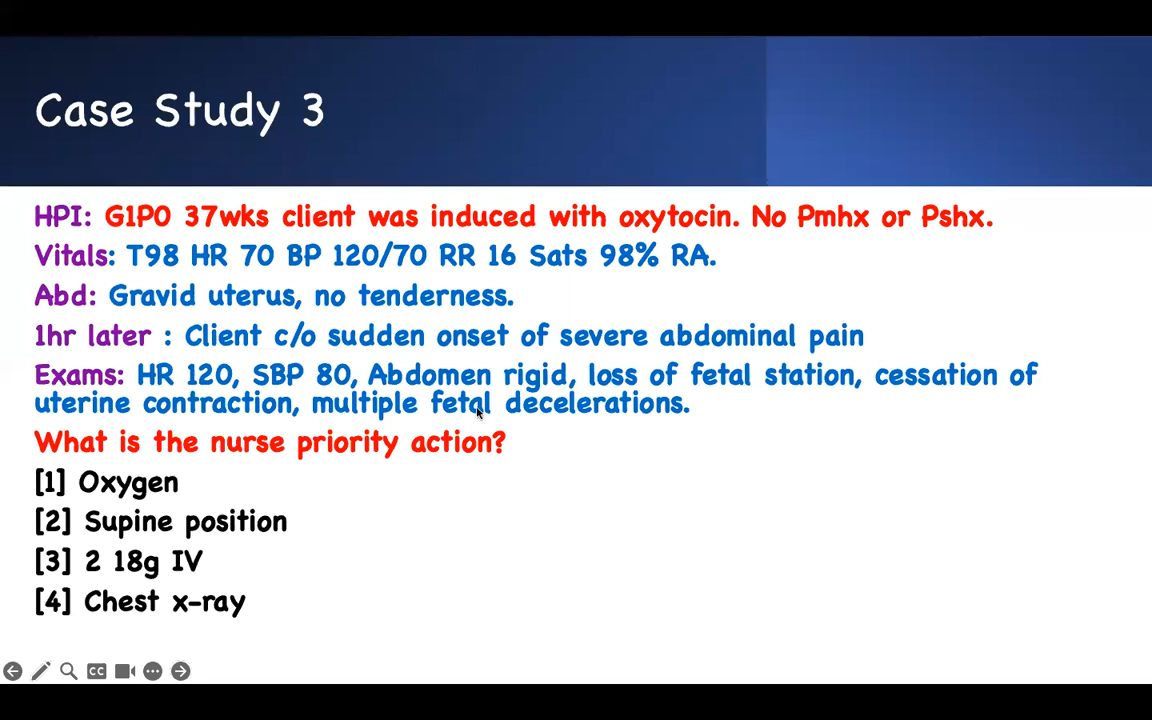 Case Study 3
HPI: G1P0 37wks client was induced with oxytocin. No Pmhx or Pshx.
Vitals: T98 HR 70 BP 120/70 RR 16 Sats 98% RA.
Abd: Gravid uterus, no tenderness.
1hr later : Client c/o sudden onset of severe abdominal pain
Exams: HR 120, SBP 80, Abdomen rigid, loss of fetal station, cessation of
uterine contraction, multiple fetal decelerations.
What is the nurse priority action?
[1] Oxygen
[2] Supine position
[3] 2 18g IV
[4] Chest x-ray
CC